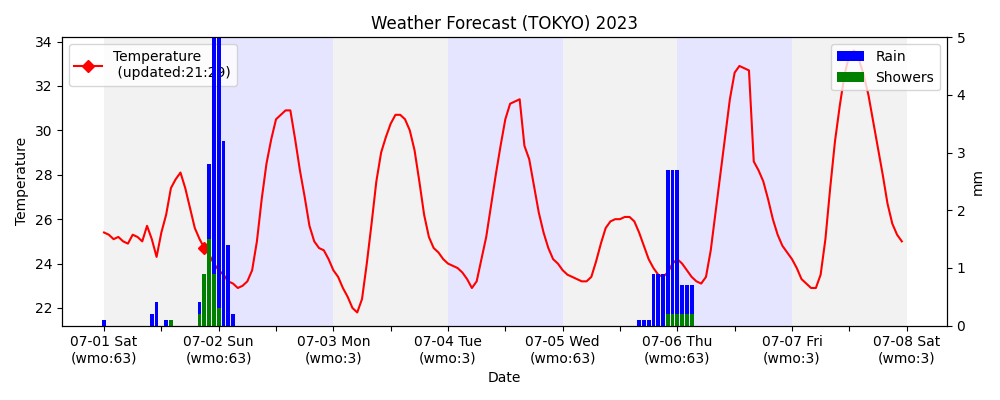 Weather Forecast (TOKYO) 2023
Temperature
(updated:21:29)
Rain
Showers
34
32
30
28
26
24
22
Temperature
5
4
3
2
1
0
mm
07-01 Sat
(wmo:63)
07-02 Sun
(wmo:63)
07-03 Mon
(wmo:3)
07-04 Tue
(wmo:3)
07-05 Wed
(wmo:63)
07-06 Thu
(wmo:63)
07-07 Fri
(wmo:3)
07-08 Sat
(wmo:3)
Date